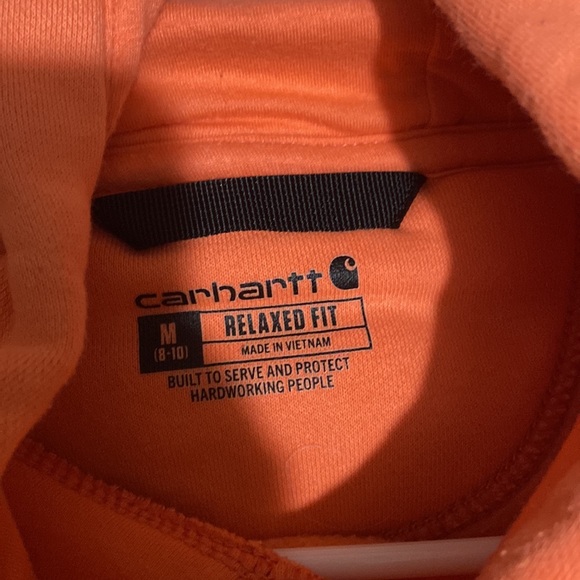 carhartt
M
(8-10)
RELAXED FIT
MADE IN VIETNAM
BUILT TO SERVE AND PROTECT
HARDWORKING PEOPLE